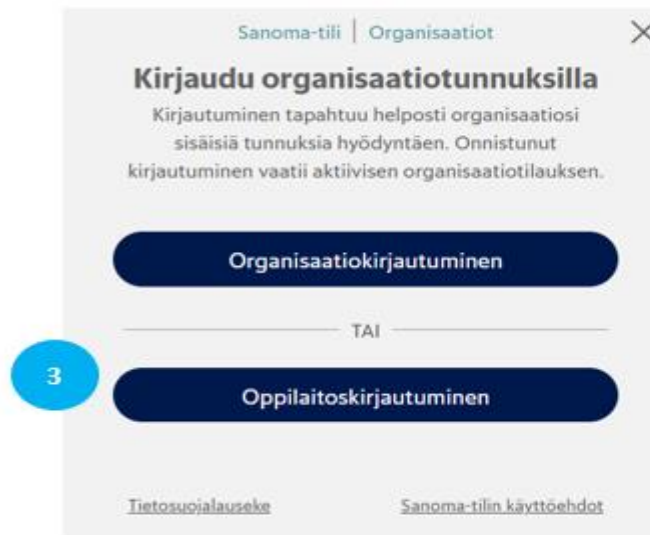 Sanoma-tili | Organisaatiot
Kirjaudu organisaatiotunnuksilla
Kirjautuminen tapahtuu helposti organisaatiosi
sisäisiä tunnuksia hyödyntäen. Onnistunut
kirjautuminen vaatii aktiivisen organisaatiotilauksen.
Organisaatiokirjautuminen
TAI
3
Oppilaitoskirjautuminen
Tietosuojalauseke Sanoma-tilin käyttöehdot